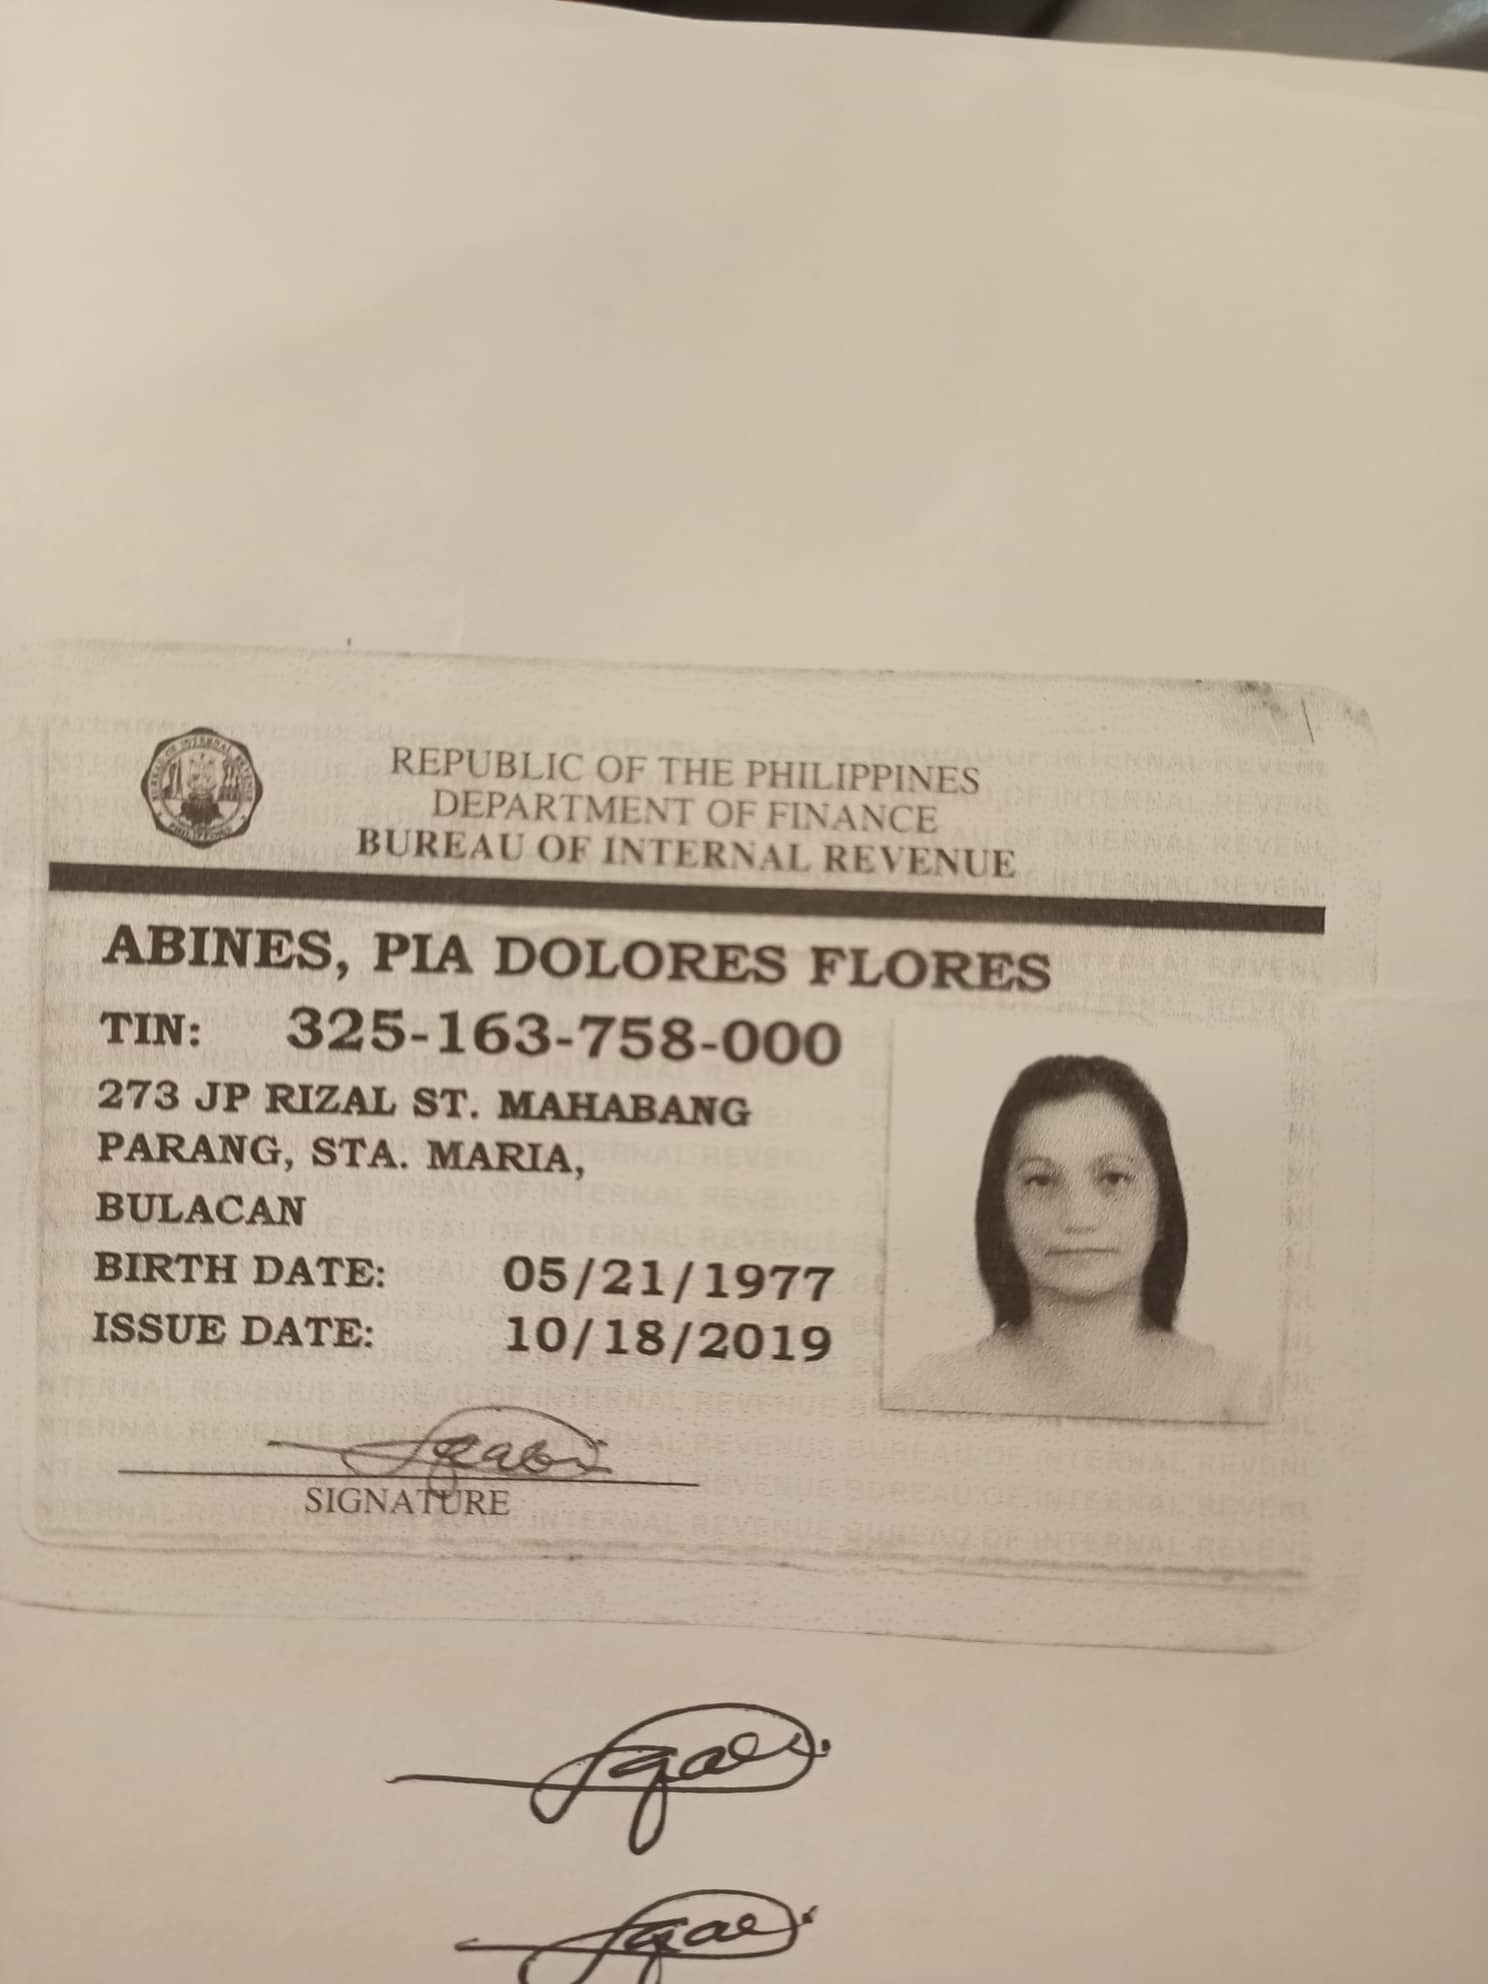 REPUBLIC OF THE PHILIPPINES
DEPARTMENT OF FINANCE
BUREAU OF INTERNAL REVENUE
ABINES, PIA DOLORES FLORES
TIN: 325-163-758-000
273 JP RIZAL ST. MAHABANG
PARANG, STA. MARIA,
BULACAN
BIRTH DATE: 05/21/1977
ISSUE DATE: 10/18/2019
SIGNATURE